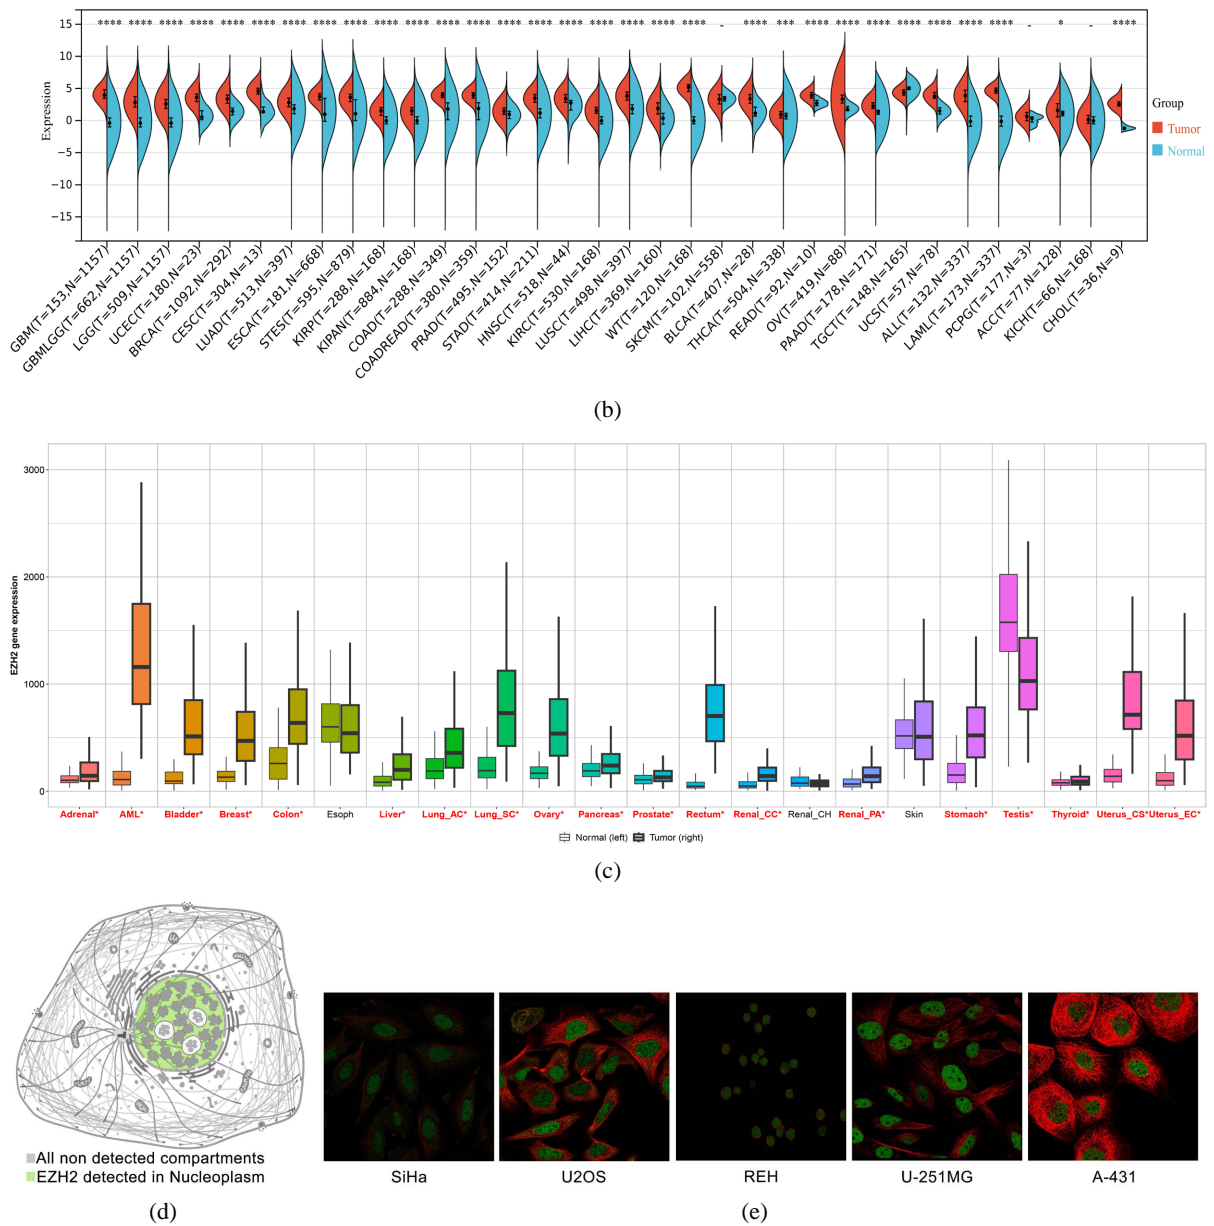 **** **** **** **** **** **** **** **** **** **** **** **** **** **** **** **** **** **** **** **** - **** *** **** **** **** **** **** **** **** - * - ****
15
10
5
0
−5
−10
−15
Expression
Group
Tumor
Normal
GBM(T=153,N=1157)
GBMLGG(T=662,N=1157)
LGG(T=509,N=1157)
UCEC(T=180,N=23)
BRCA(T=1092,N=292)
CESC(T=304,N=13)
LUAD(T=513,N=397)
ESCA(T=181,N=668)
STES(T=595,N=879)
KIRP(T=288,N=168)
KIPAN(T=884,N=168)
COAD(T=288,N=349)
COADREAD(T=380,N=359)
PRAD(T=495,N=152)
STAD(T=414,N=211)
HNSC(T=518,N=44)
KIRC(T=530,N=168)
LUSC(T=498,N=397)
LIHC(T=369,N=160)
WT(T=120,N=168)
SKCM(T=102,N=558)
BLCA(T=407,N=28)
THCA(T=504,N=338)
READ(T=92,N=10)
OV(T=419,N=88)
PAAD(T=178,N=171)
TGCT(T=148,N=165)
UCS(T=57,N=78)
ALL(T=132,N=337)
LAML(T=173,N=337)
PCPG(T=177,N=3)
ACC(T=77,N=128)
KICH(T=66,N=168)
CHOL(T=36,N=9)
(b)
3000
2000
1000
0
EZH2 gene expression
Adrenal* AML* Bladder* Breast* Colon* Esoph Liver* Lung_AC* Lung_SC* Ovary* Pancreas* Prostate* Rectum* Renal_CC* Renal_CH Renal_PA* Skin Stomach* Testis* Thyroid* Uterus_CS* Uterus_EC*
Normal (left) Tumor (right)
(c)
All non detected compartments
EZH2 detected in Nucleoplasm
(d)
SiHa U2OS REH U-251MG A-431
(e)